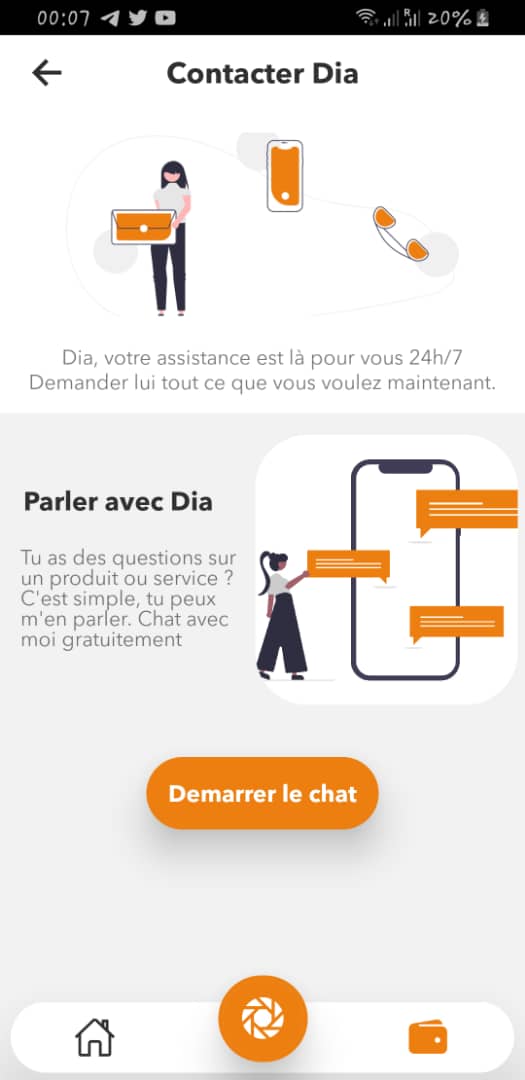 00:07
R
20%
Contacter Dia
Dia, votre assistance est là pour vous 24h/7
Demander lui tout ce que vous voulez maintenant.
Parler avec Dia
Tu as des questions sur
un produit ou service ?
C'est simple, tu peux
m'en parler. Chat avec
moi gratuitement
Demarrer le chat